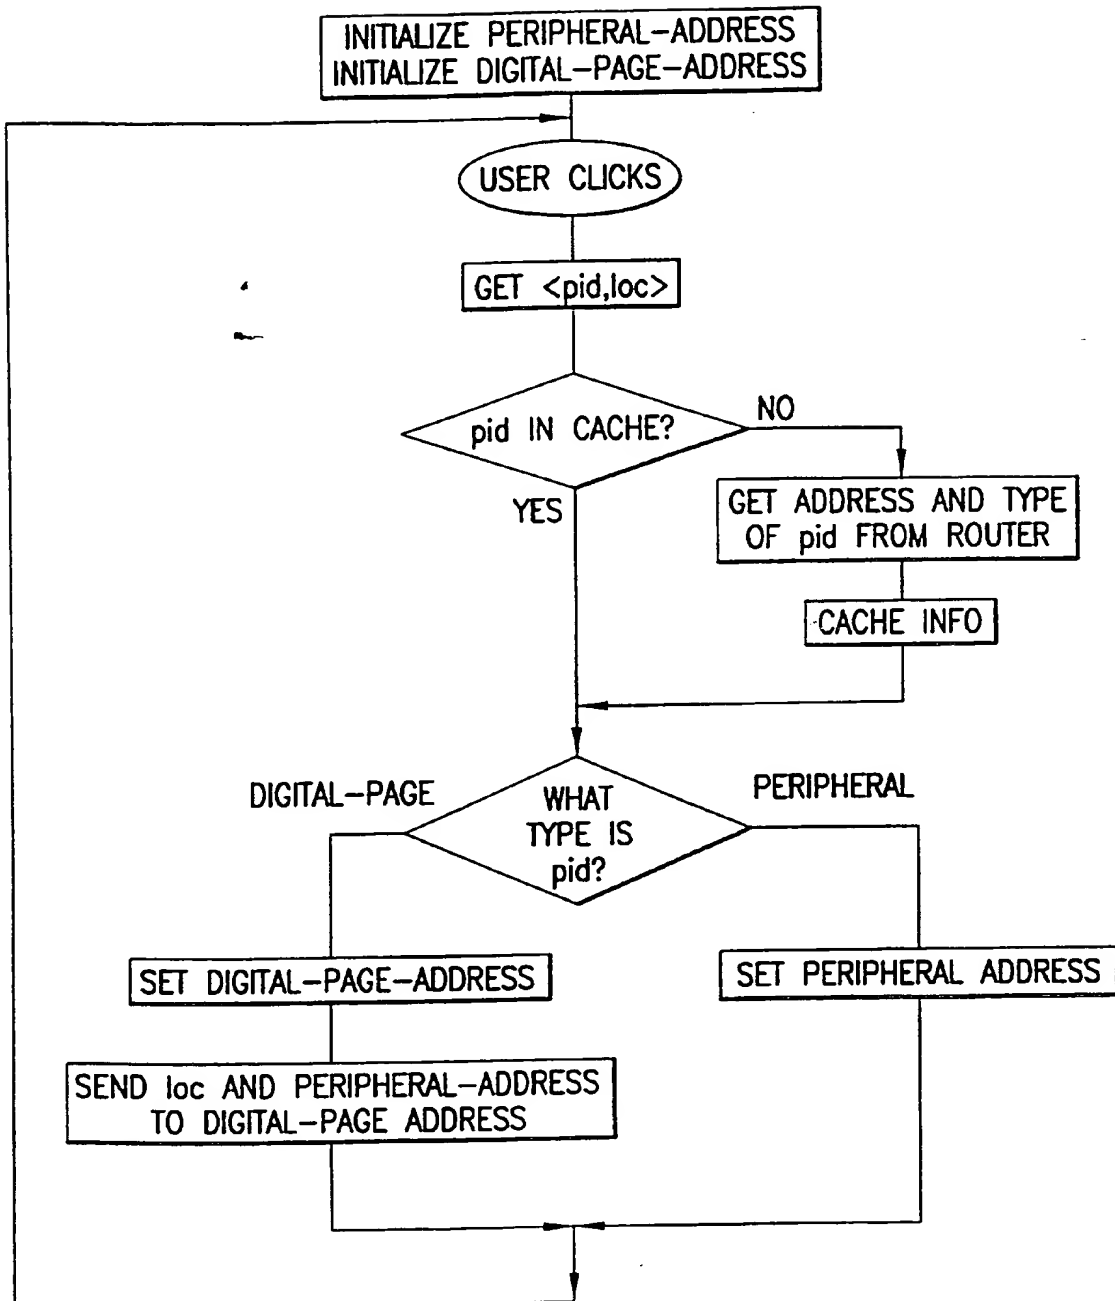 INITIALIZE PERIPHERAL-ADDRESS
INITIALIZE DIGITAL-PAGE-ADDRESS
USER CLICKS
GET <pid,loc>
pid IN CACHE?
NO
YES
GET ADDRESS AND TYPE
OF pid FROM ROUTER
CACHE INFO
DIGITAL-PAGE
WHAT
TYPE IS
pid?
PERIPHERAL
SET DIGITAL-PAGE-ADDRESS
SET PERIPHERAL ADDRESS
SEND loc AND PERIPHERAL-ADDRESS
TO DIGITAL-PAGE ADDRESS